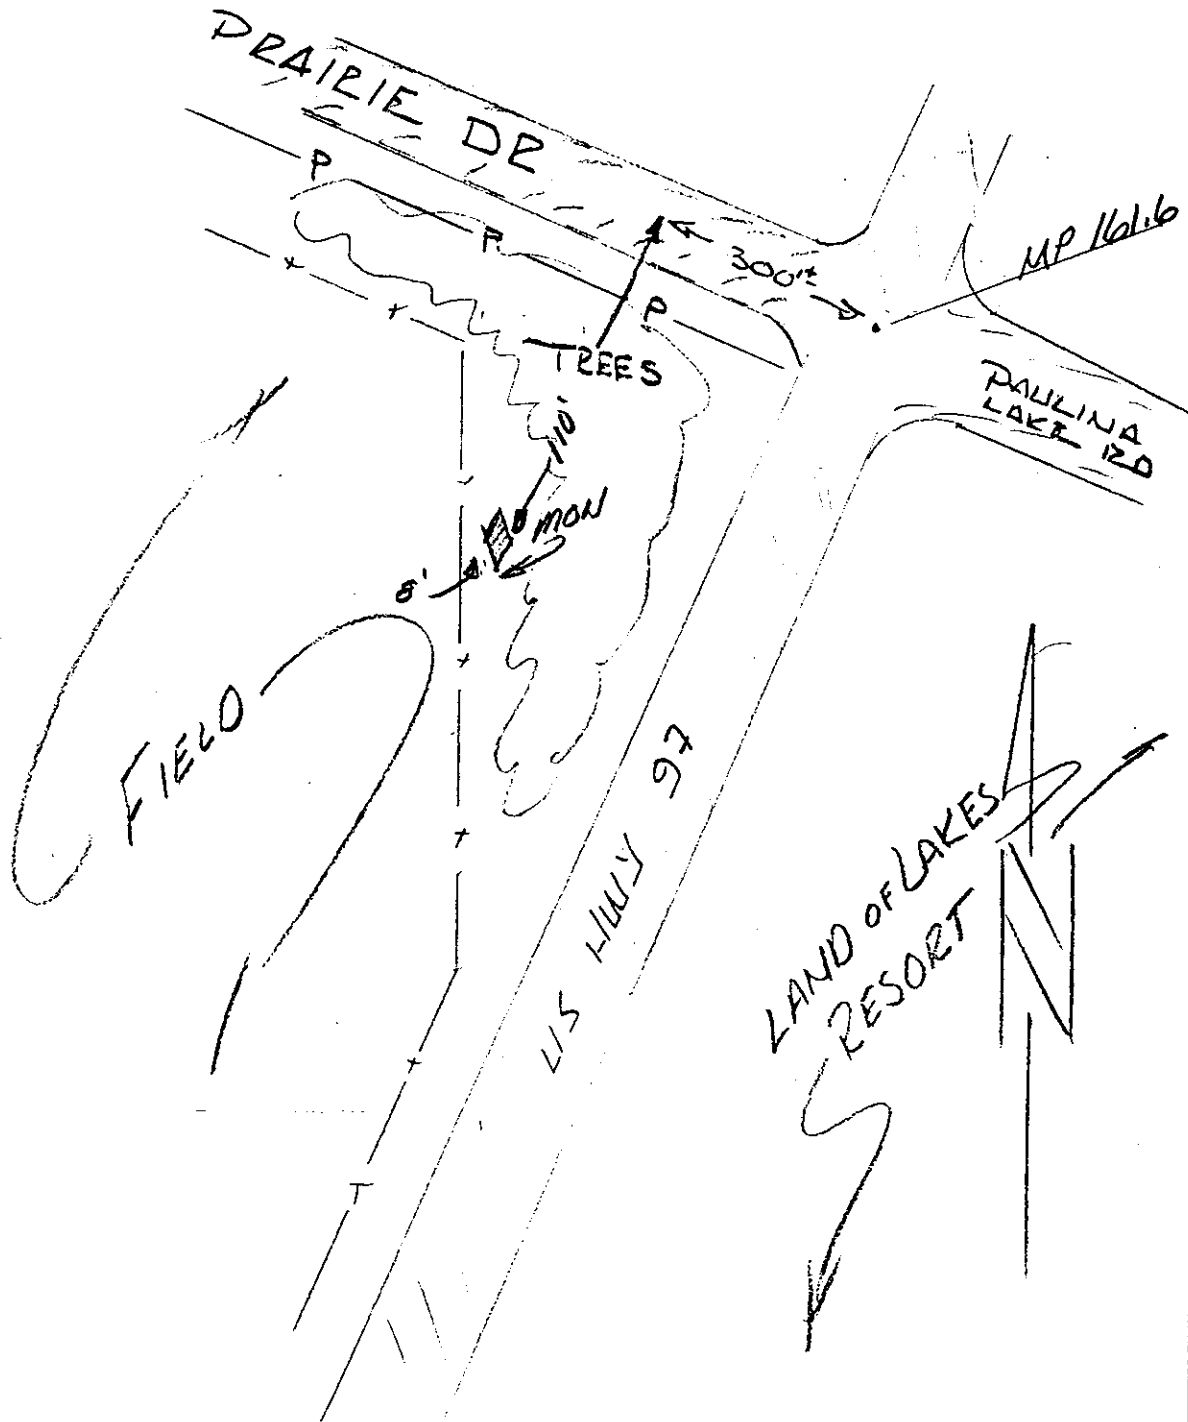 PRAIRIE DR
P
P
P
300'±
MP 161.6
TREES
PAULINA
LAKE RD
110'
MON
8'
FIELD
US HWY 97
LAND OF LAKES
RESORT
N
T